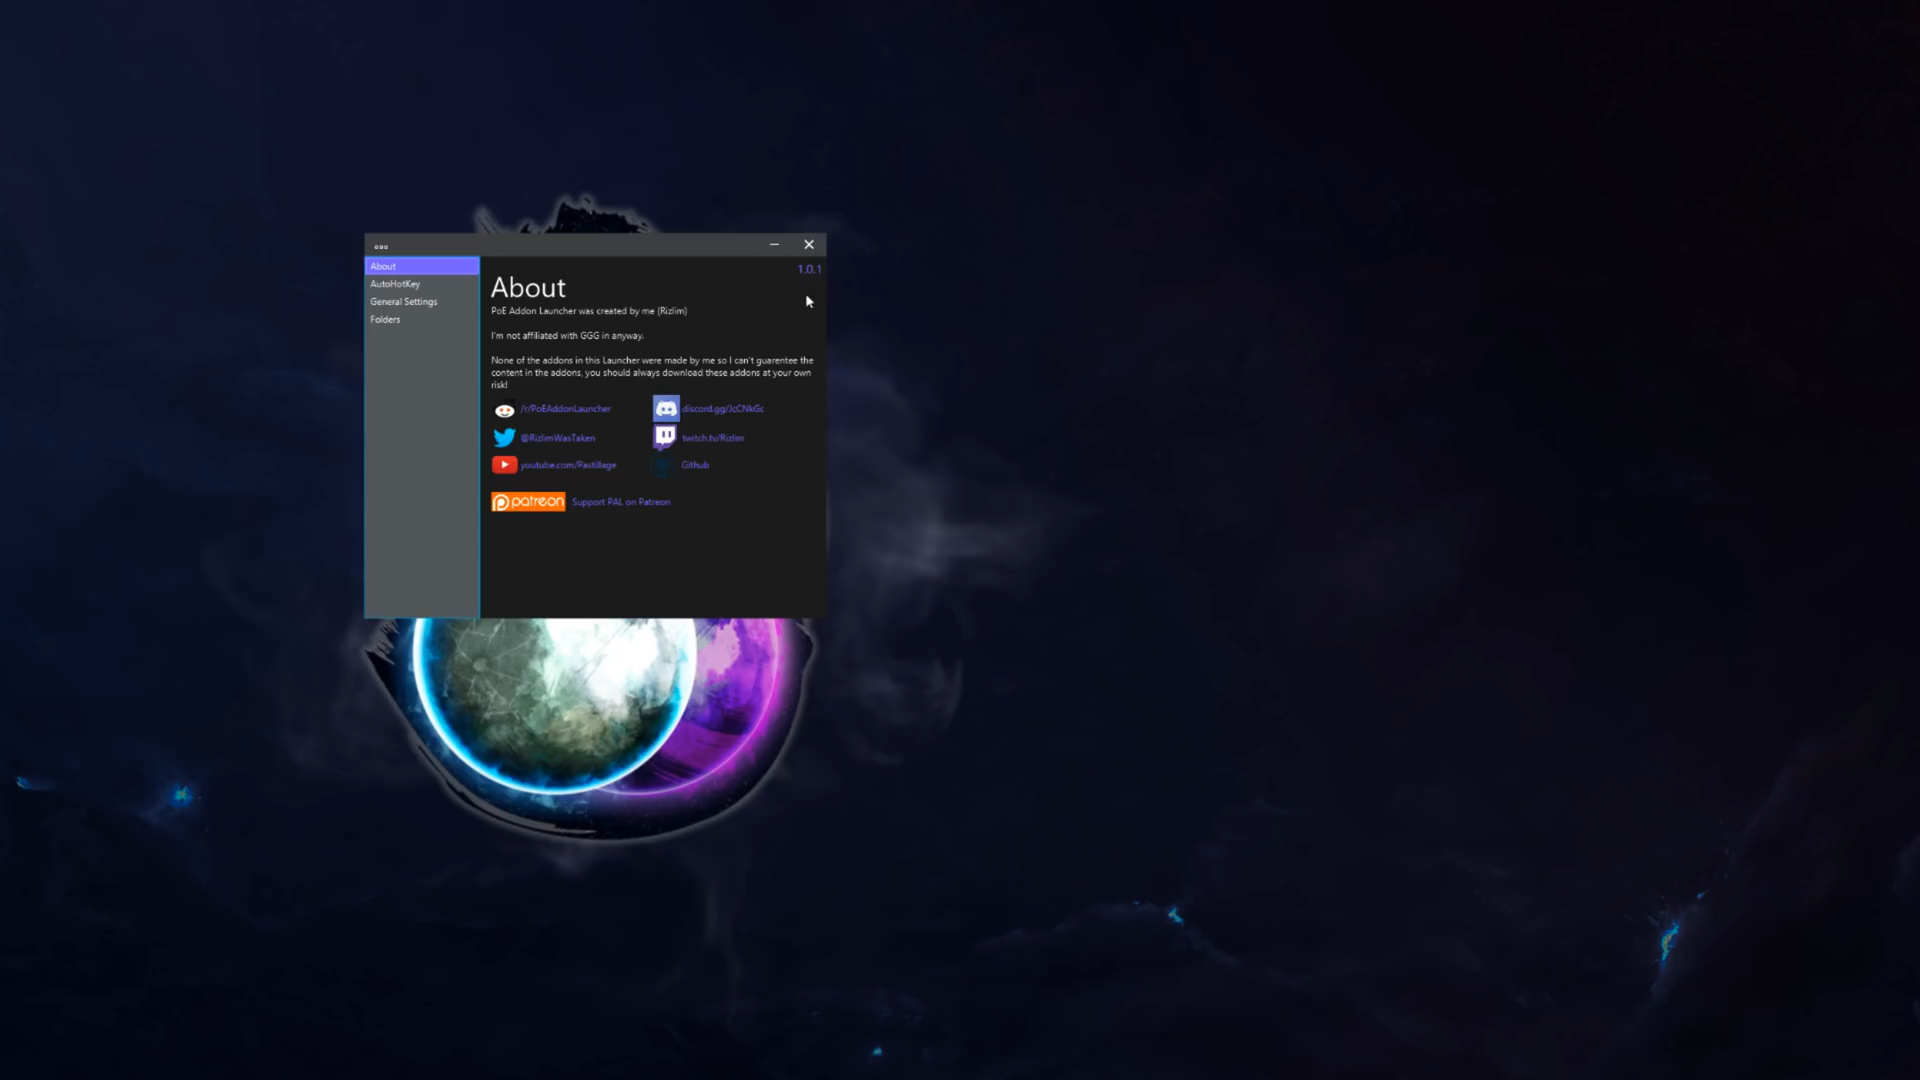 About
AutoHotKey
General Settings
Folders
1.0.1
About
PoE Addon Launcher was created by me (Rizlim)
I'm not affiliated with GGG in anyway.
None of the addons in this Launcher were made by me so I can't guarentee the
content in the addons, you should always download these addons at your own
risk!
/r/PoEAddonLauncher
discord.gg/JcCNkGc
@RizlimWasTaken
twitch.tv/Rizlim
youtube.com/Pastillage
Github
patreon
Support PAL on Patreon